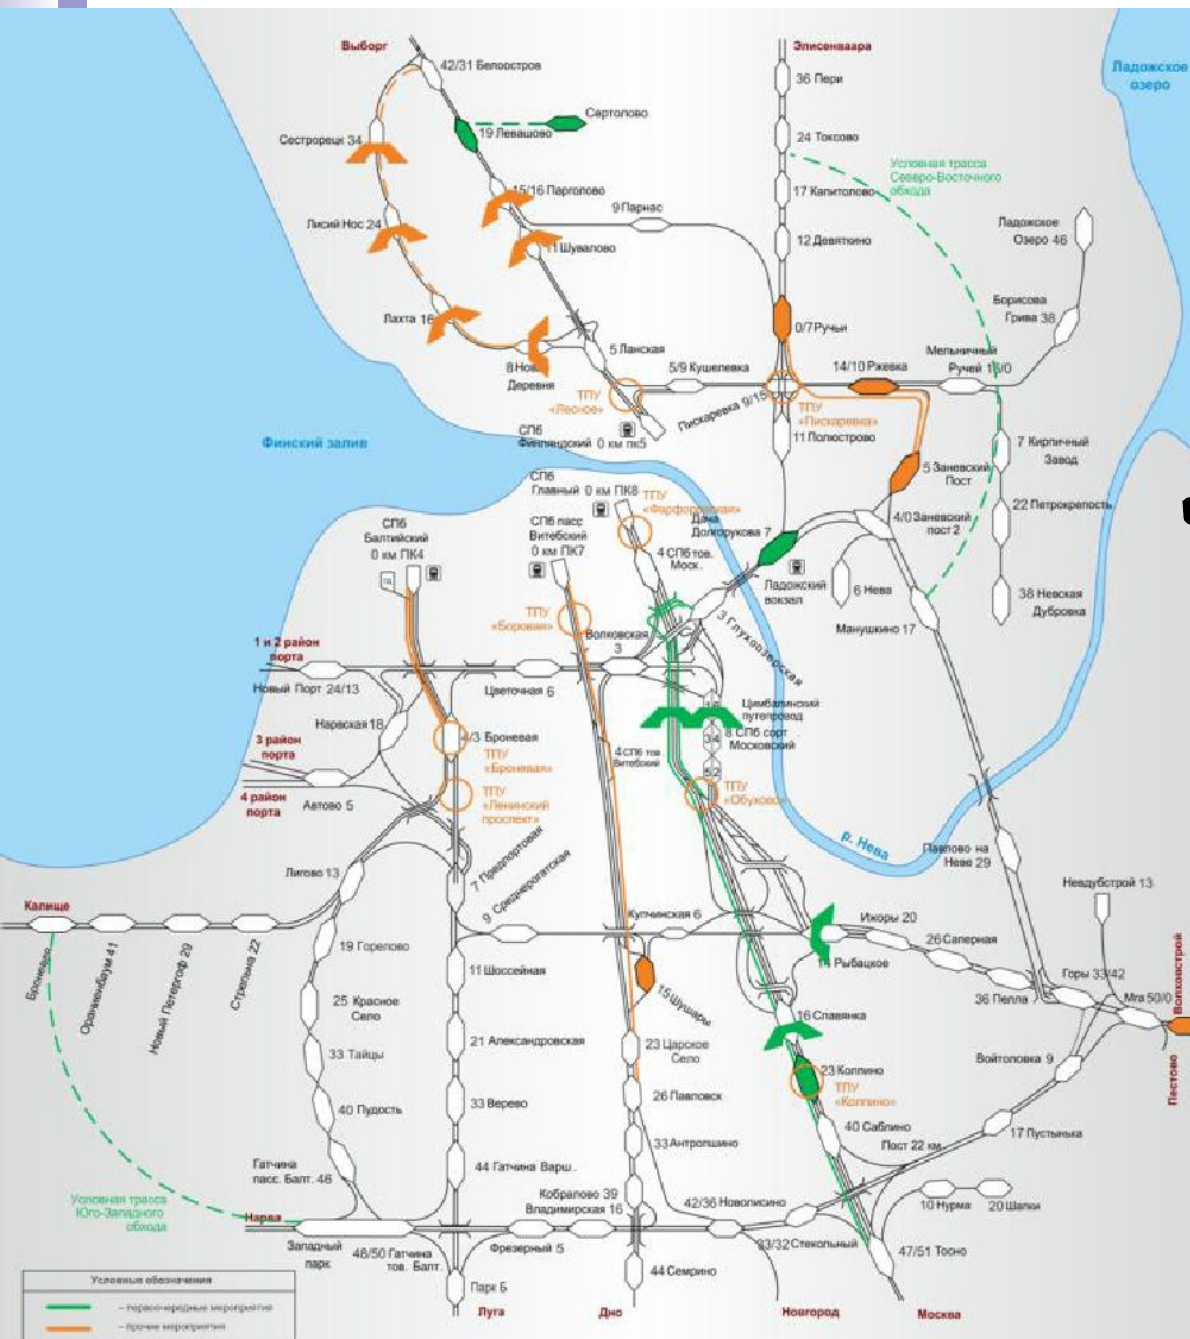 Выборг
Элисенваара
Ладожское
озеро
42/31 Белоостров
36 Пери
Сертолово
19 Левашово
24 Токсово
Сестрорецк 34
Условная трасса
Северо-Восточного
обхода
15/16 Парголово
17 Капитолово
9 Парнас
Лисий Нос 24
Ладожское
Озеро 46
12 Девяткино
11 Шувалово
Борисова
Грива 38
Лахта 16
0/7 Ручьи
5 Ланская
Мельничный
Ручей 15/0
8 Новая
Деревня
5/9 Кушелевка
14/10 Ржевка
ТПУ
«Лесное»
Пискаревка 9/15
ТПУ
«Пискаревка»
СПб
Финляндский 0 км пк5
11 Полюстрово
Финский залив
7 Кирпичный
Завод
5 Заневский
Пост
СПб
Главный 0 км ПК8
ТПУ
«Фарфоровская»
22 Петрокрепость
СПб
Балтийский
0 км ПК4
СПб пасс
Витебский
0 км ПК7
Дача
Долгорукова 7
4/0 Заневский
пост 2
4 СПб тов.
Моск.
Ладожский
вокзал
6 Нева
38 Невская
Дубровка
ТПУ
«Боровая»
Волковская
3
3 Глухоозерская
Манушкино 17
1 и 2 район
порта
Новый Порт 24/13
Цветочная 6
Цимбалинский
путепровод
Нарвская 18
4/3 Броневая
8 СПб сорт.
Московский
34
52
3 район
порта
ТПУ
«Броневая»
4 СПб тов
Витебский
ТПУ
«Обухово»
4 район
порта
Автово 5
ТПУ
«Ленинский
проспект»
р. Нева
Павлово на
Неве 29
7 Предпортовая
Лигово 13
9 Среднерогатская
Невдубстрой 13
Калище
Купчинская 6
Ижоры 20
Броневая
Ораниенбаум 41
Новый Петергоф 29
Стрельна 22
19 Горелово
26 Саперная
11 Шоссейная
14 Рыбацкое
Горы 33/42
Волховстрой
25 Красное
Село
15 Шушары
36 Пелла
Мга 50/0
16 Славянка
33 Тайцы
21 Александровская
23 Царское
Село
Войтоловка 9
23 Колпино
ТПУ
«Колпино»
Пестово
40 Пудость
33 Верево
26 Павловск
40 Саблино
17 Пустынька
33 Антропшино
Пост 22 км
Гатчина
пасс. Балт. 46
44 Гатчина Варш.
Условная трасса
Юго-Западного
обхода
Кобралово 39
Владимирская 16
42/36 Новолисино
10 Нурма
20 Шапки
Нарва
Западный
парк
48/50 Гатчина
тов. Балт.
Фрезерный 5
33/32 Стекольный
47/51 Тосно
44 Семрино
Парк Б
Условные обозначения
– первоочередные мероприятия
– прочие мероприятия
Луга
Дно
Новгород
Москва